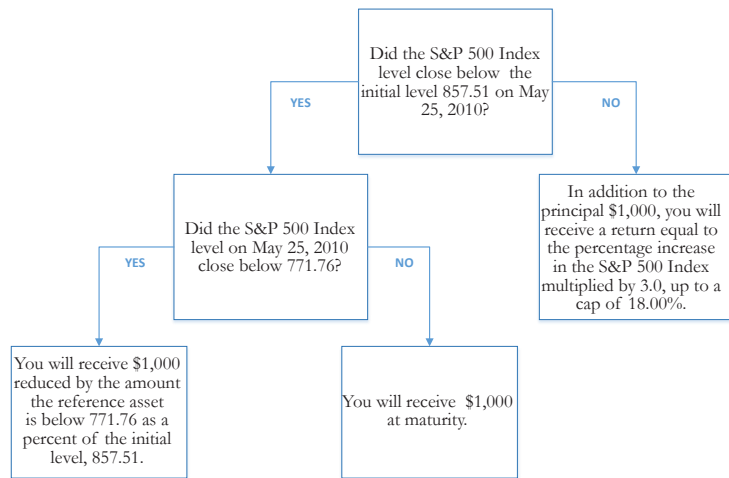 Did the S&P 500 Index
level close below the
initial level 857.51 on May
25, 2010?
YES
NO
Did the S&P 500 Index
level on May 25, 2010
close below 771.76?
In addition to the
principal $1,000, you will
receive a return equal to
the percentage increase
in the S&P 500 Index
multiplied by 3.0, up to a
cap of 18.00%.
YES
NO
You will receive $1,000
reduced by the amount
the reference asset
is below 771.76 as a
percent of the initial
level, 857.51.
You will receive $1,000
at maturity.